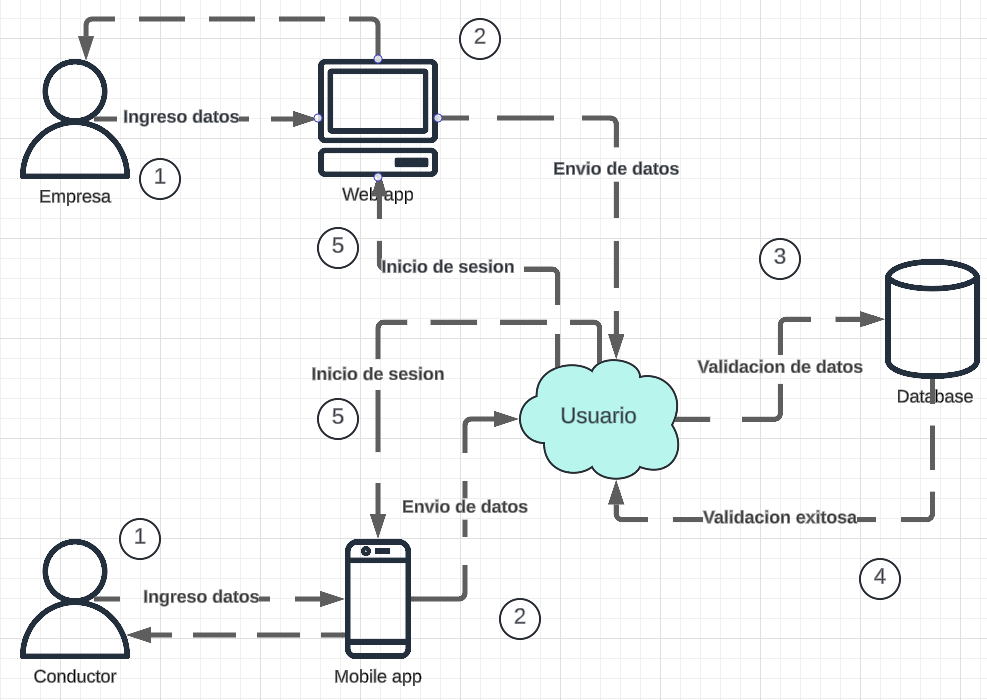 2
Ingreso datos
Envio de datos
1
Empresa
Web app
5
3
Inicio de sesion
Inicio de sesion
Validacion de datos
Database
5
Usuario
Envio de datos
Validacion exitosa
1
4
Ingreso datos
2
Conductor
Mobile app